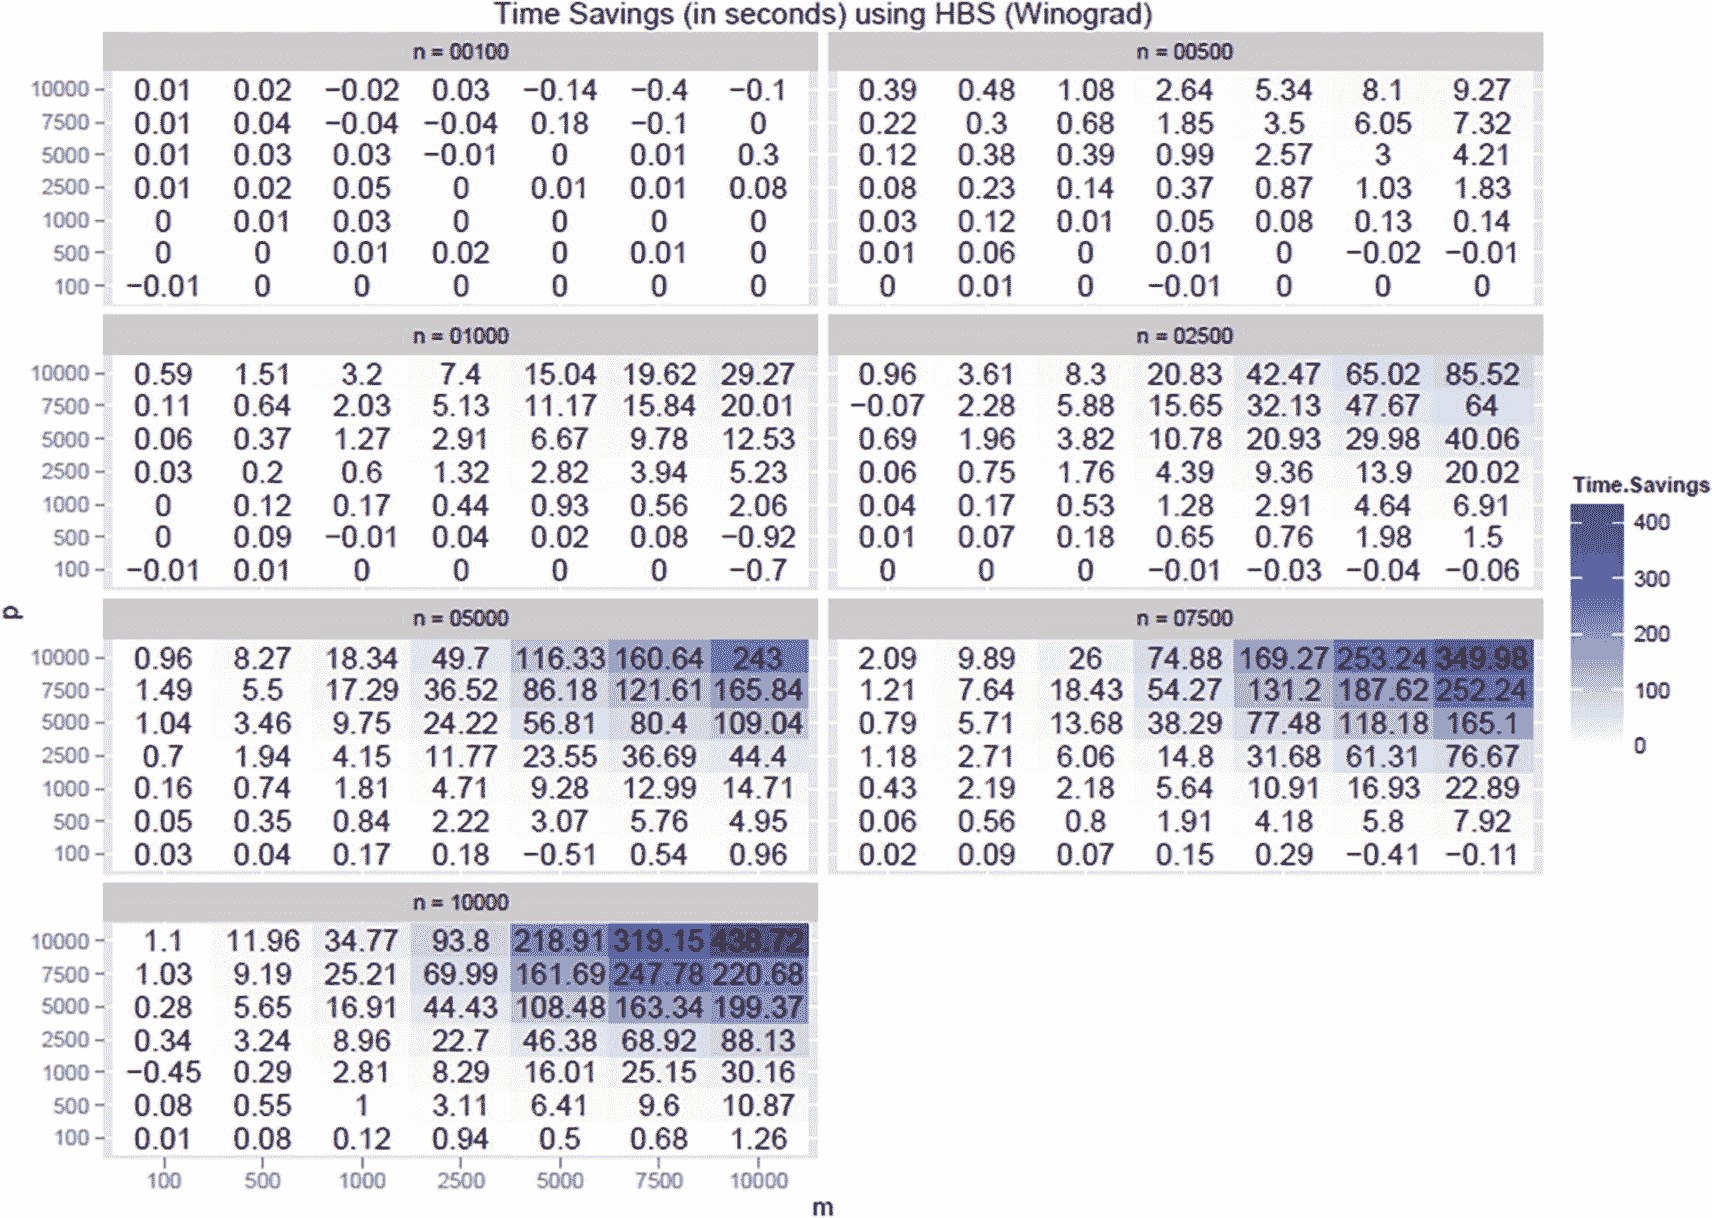 Time Savings (in seconds) using HBS (Winograd)
n = 00100
10000 0.01 0.02 −0.02 0.03 −0.14 −0.4 −0.1
7500 0.01 0.04 −0.04 −0.04 0.18 −0.1 0
5000 0.01 0.03 0.03 −0.01 0 0.01 0.3
2500 0.01 0.02 0.05 0 0.01 0.01 0.08
1000 0 0.01 0.03 0 0 0 0
500 0 0 0.01 0.02 0 0.01 0
100 −0.01 0 0 0 0 0 0
n = 00500
0.39 0.48 1.08 2.64 5.34 8.1 9.27
0.22 0.3 0.68 1.85 3.5 6.05 7.32
0.12 0.38 0.39 0.99 2.57 3 4.21
0.08 0.23 0.14 0.37 0.87 1.03 1.83
0.03 0.12 0.01 0.05 0.08 0.13 0.14
0.01 0.06 0 0.01 0 −0.02 −0.01
0 0.01 0 −0.01 0 0 0
n = 01000
10000 0.59 1.51 3.2 7.4 15.04 19.62 29.27
7500 0.11 0.64 2.03 5.13 11.17 15.84 20.01
5000 0.06 0.37 1.27 2.91 6.67 9.78 12.53
2500 0.03 0.2 0.6 1.32 2.82 3.94 5.23
1000 0 0.12 0.17 0.44 0.93 0.56 2.06
500 0 0.09 −0.01 0.04 0.02 0.08 −0.92
100 −0.01 0.01 0 0 0 0 −0.7
n = 02500
0.96 3.61 8.3 20.83 42.47 65.02 85.52
−0.07 2.28 5.88 15.65 32.13 47.67 64
0.69 1.96 3.82 10.78 20.93 29.98 40.06
0.06 0.75 1.76 4.39 9.36 13.9 20.02
0.04 0.17 0.53 1.28 2.91 4.64 6.91
0.01 0.07 0.18 0.65 0.76 1.98 1.5
0 0 0 −0.01 −0.03 −0.04 −0.06
p
n = 05000
10000 0.96 8.27 18.34 49.7 116.33 160.64 243
7500 1.49 5.5 17.29 36.52 86.18 121.61 165.84
5000 1.04 3.46 9.75 24.22 56.81 80.4 109.04
2500 0.7 1.94 4.15 11.77 23.55 36.69 44.4
1000 0.16 0.74 1.81 4.71 9.28 12.99 14.71
500 0.05 0.35 0.84 2.22 3.07 5.76 4.95
100 0.03 0.04 0.17 0.18 −0.51 0.54 0.96
n = 07500
2.09 9.89 26 74.88 169.27 253.24 349.98
1.21 7.64 18.43 54.27 131.2 187.62 252.24
0.79 5.71 13.68 38.29 77.48 118.18 165.1
1.18 2.71 6.06 14.8 31.68 61.31 76.67
0.43 2.19 2.18 5.64 10.91 16.93 22.89
0.06 0.56 0.8 1.91 4.18 5.8 7.92
0.02 0.09 0.07 0.15 0.29 −0.41 −0.11
n = 10000
10000 1.1 11.96 34.77 93.8 218.91 319.15 438.72
7500 1.03 9.19 25.21 69.99 161.69 247.78 220.68
5000 0.28 5.65 16.91 44.43 108.48 163.34 199.37
2500 0.34 3.24 8.96 22.7 46.38 68.92 88.13
1000 −0.45 0.29 2.81 8.29 16.01 25.15 30.16
500 0.08 0.55 1 3.11 6.41 9.6 10.87
100 0.01 0.08 0.12 0.94 0.5 0.68 1.26
100 500 1000 2500 5000 7500 10000
m
Time.Savings
400
300
200
100
0